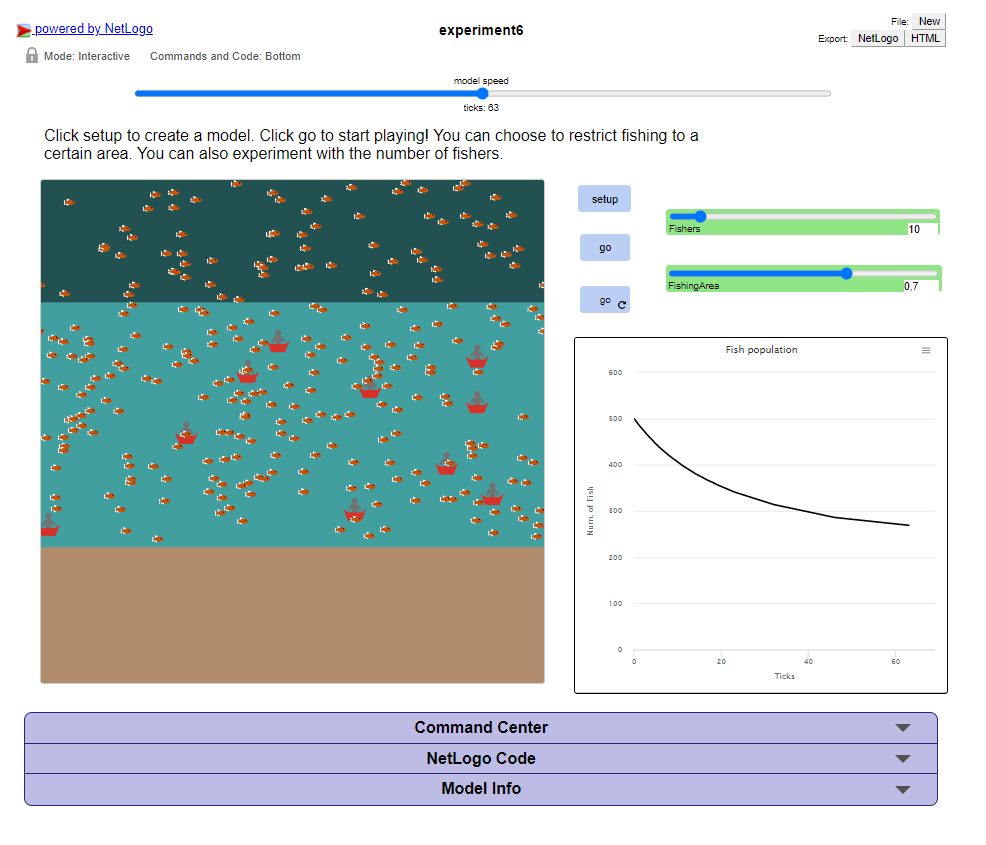 powered by NetLogo
experiment6
File: New
Export: NetLogo HTML
Mode: Interactive Commands and Code: Bottom
model speed
ticks: 63
Click setup to create a model. Click go to start playing! You can choose to restrict fishing to a
certain area. You can also experiment with the number of fishers.
setup
Fishers 10
go
FishingArea 0,7
go
Fish population
600
500
400
300
200
100
0
Num. of Fish
0 20 40 60
Ticks
Command Center
NetLogo Code
Model Info